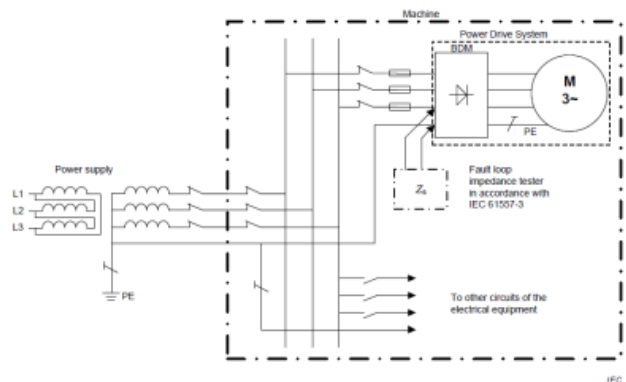 Machine
Power Drive System
BDM
M
3~
PE
Power supply
L1
L2
L3
Zs
Fault loop
impedance tester
in accordance with
IEC 61557-3
PE
To other circuits of the
electrical equipment
IEC